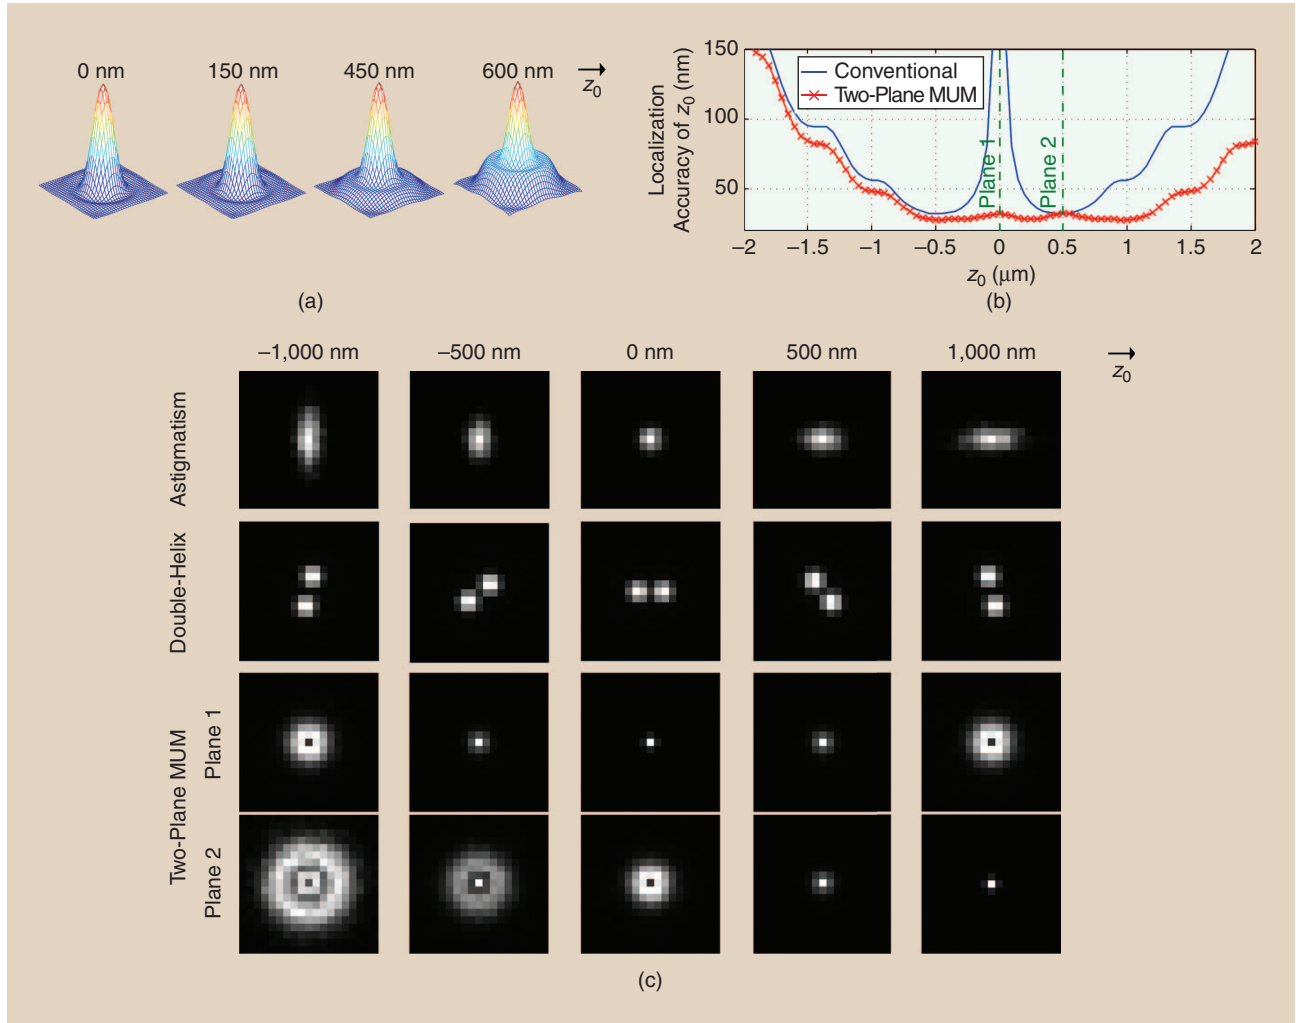 0 nm 150 nm 450 nm 600 nm z0
(a)
150
100
50
Localization
Accuracy of z0 (nm)
Conventional
Two-Plane MUM
Plane 1
Plane 2
–2 –1.5 –1 –0.5 0 0.5 1 1.5 2
z0 (μm)
(b)
–1,000 nm –500 nm 0 nm 500 nm 1,000 nm z0
Astigmatism
Double-Helix
Two-Plane MUM
Plane 1
Plane 2
(c)